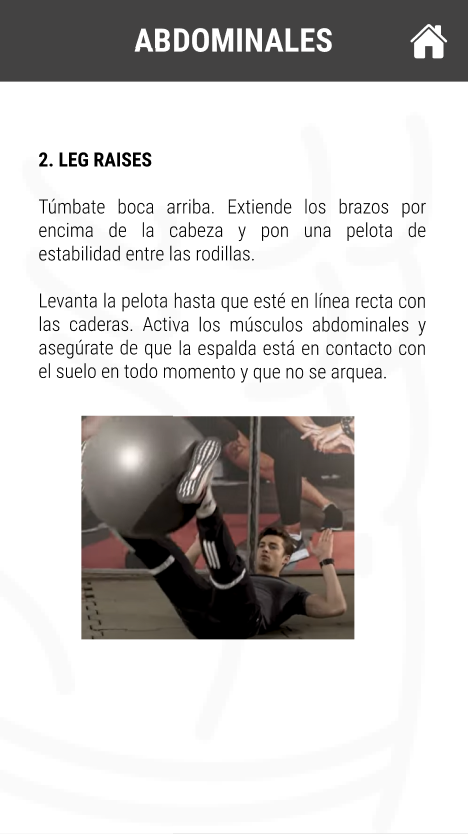 ABDOMINALES
2. LEG RAISES
Túmbate boca arriba. Extiende los brazos por
encima de la cabeza y pon una pelota de
estabilidad entre las rodillas.
Levanta la pelota hasta que esté en línea recta con
las caderas. Activa los músculos abdominales y
asegúrate de que la espalda está en contacto con
el suelo en todo momento y que no se arquea.